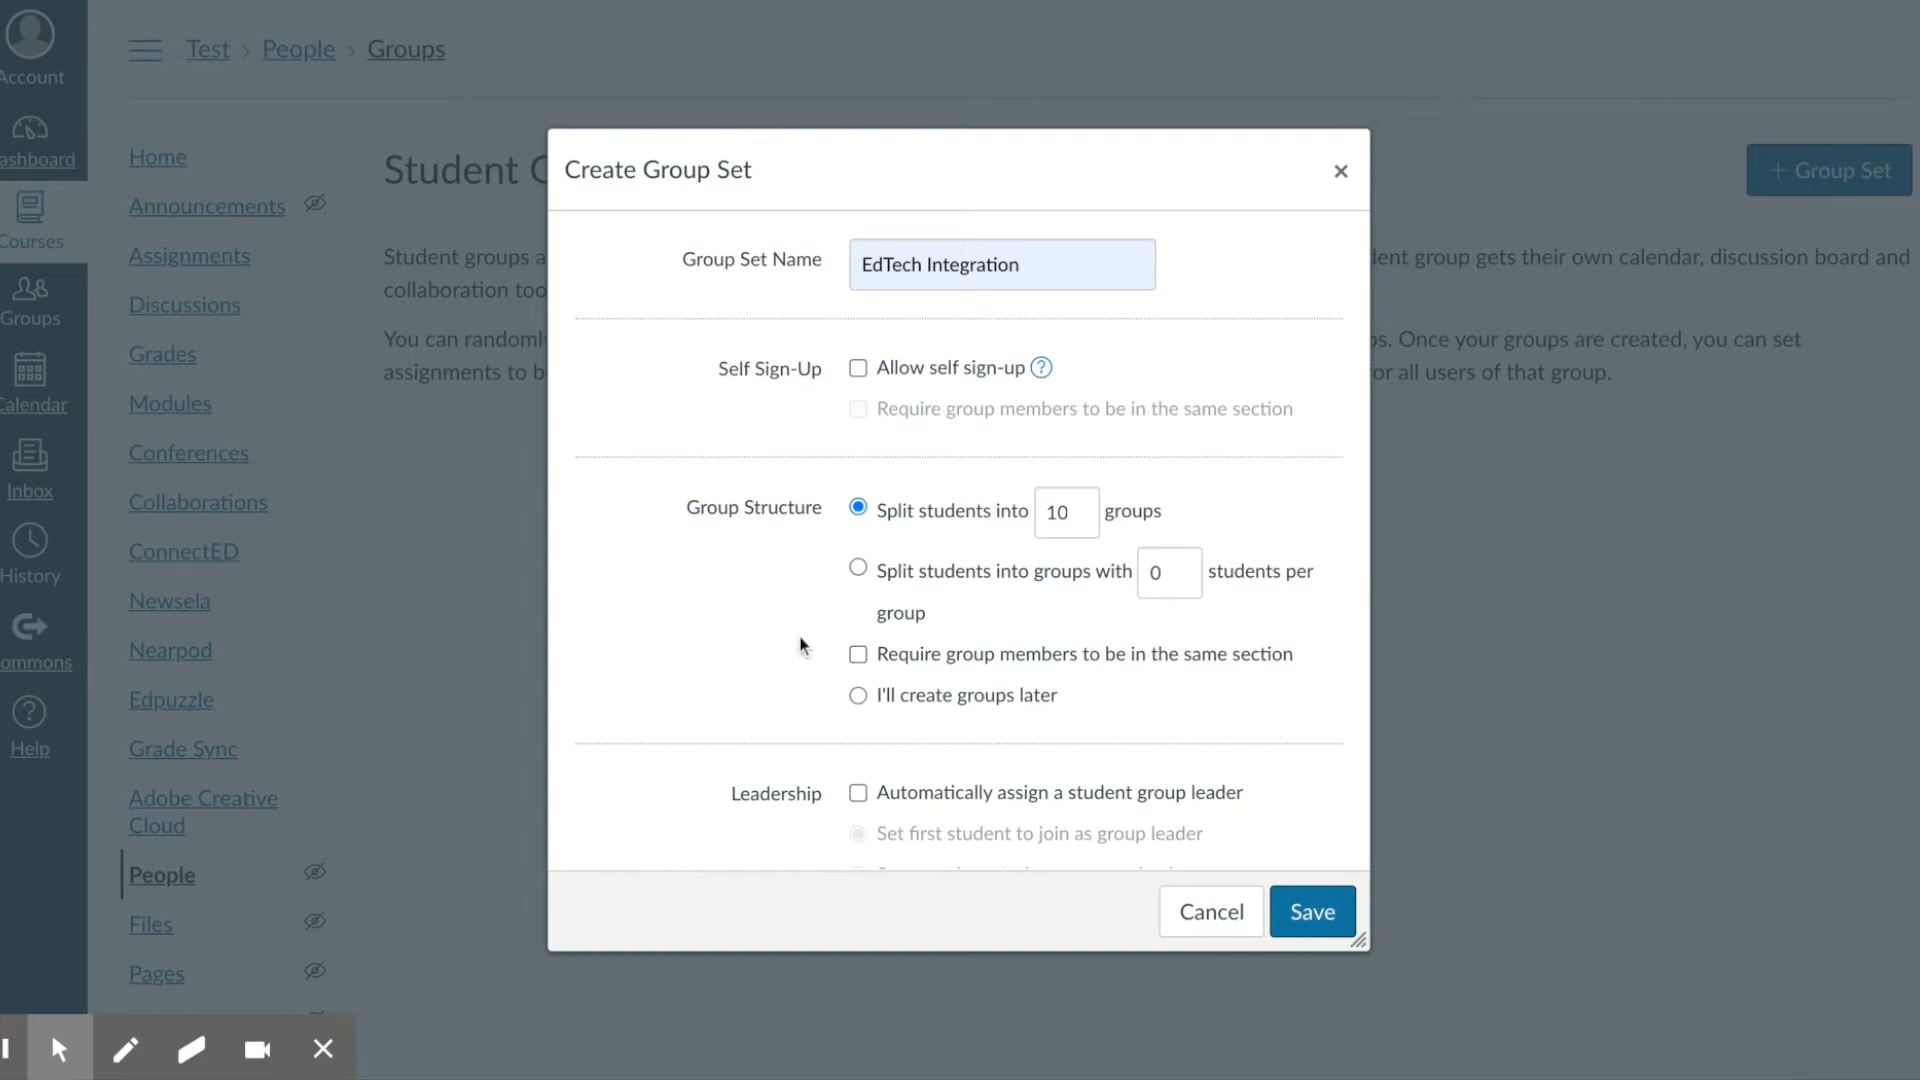 Account
ashboard
Courses
Groups
Calendar
Inbox
History
ommons
Help
Test > People > Groups
Home
Announcements
Assignments
Discussions
Grades
Modules
Conferences
Collaborations
ConnectED
Newsela
Nearpod
Edpuzzle
Grade Sync
Adobe Creative
Cloud
People
Files
Pages
Student G
+ Group Set
Student groups a
dent group gets their own calendar, discussion board and
collaboration too
You can randoml
ps. Once your groups are created, you can set
assignments to b
or all users of that group.
Create Group Set
×
Group Set Name
EdTech Integration
Self Sign-Up
Allow self sign-up ?
Require group members to be in the same section
Group Structure
Split students into 10 groups
Split students into groups with 0 students per
group
Require group members to be in the same section
I'll create groups later
Leadership
Automatically assign a student group leader
Set first student to join as group leader
Cancel
Save